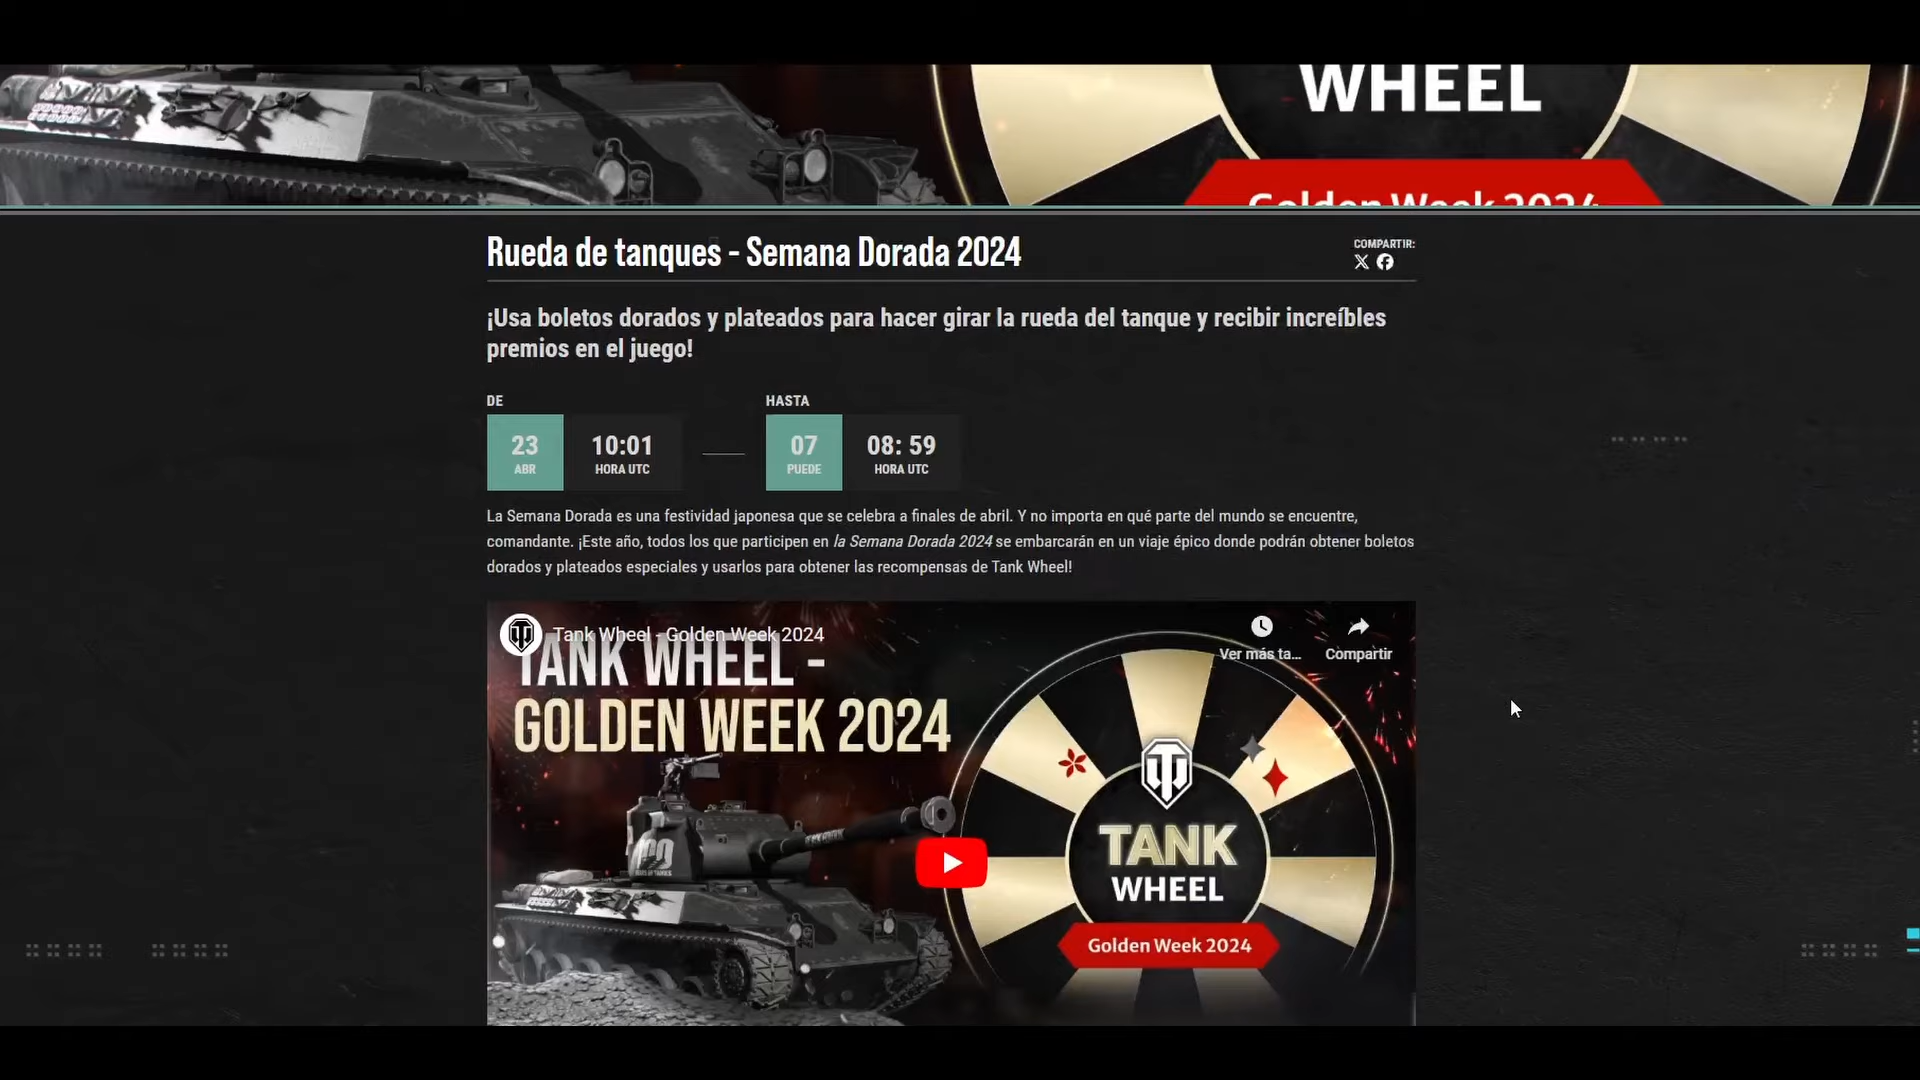 WHEEL
Golden Week 2024
Rueda de tanques - Semana Dorada 2024
COMPARTIR:
¡Usa boletos dorados y plateados para hacer girar la rueda del tanque y recibir increíbles
premios en el juego!
DE
HASTA
23
ABR
10:01
HORA UTC
07
PUEDE
08: 59
HORA UTC
La Semana Dorada es una festividad japonesa que se celebra a finales de abril. Y no importa en qué parte del mundo se encuentre,
comandante. ¡Este año, todos los que participen en la Semana Dorada 2024 se embarcarán en un viaje épico donde podrán obtener boletos
dorados y plateados especiales y usarlos para obtener las recompensas de Tank Wheel!
Tank Wheel - Golden Week 2024
Ver más ta...
Compartir
TANK WHEEL -
GOLDEN WEEK 2024
TANK
WHEEL
Golden Week 2024